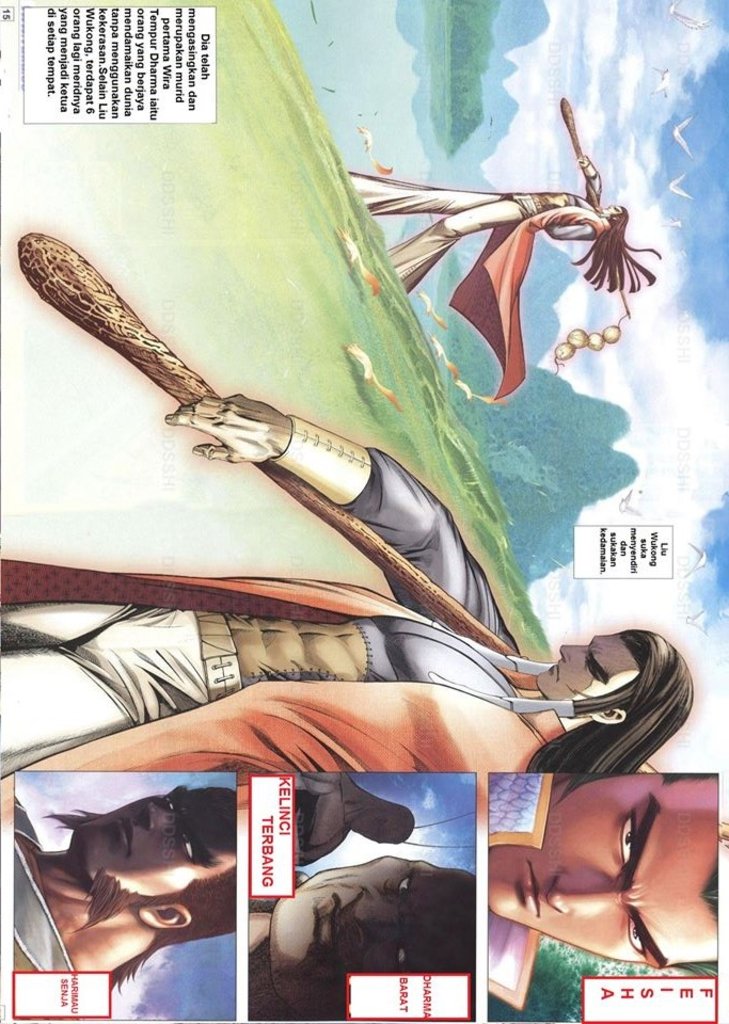 Liu
Wukong
suka
menyendiri
dan
sukakan
kedamaian.
F
E
I
S
H
A
DHARMA
BARAT
KELINCI
TERBANG
HARIMAU
SENJA
Dia telah
mengasingkan dan
merupakan murid
pertama Wira
Tempur Dharma iaitu
orang yang berjaya
mendamaikan dunia
tanpa menggunakan
kekerasan.Selain Liu
Wukong, terdapat 6
orang lagi meridnya
yang menjadi ketua
di setiap tempat.
15
DDSSHI